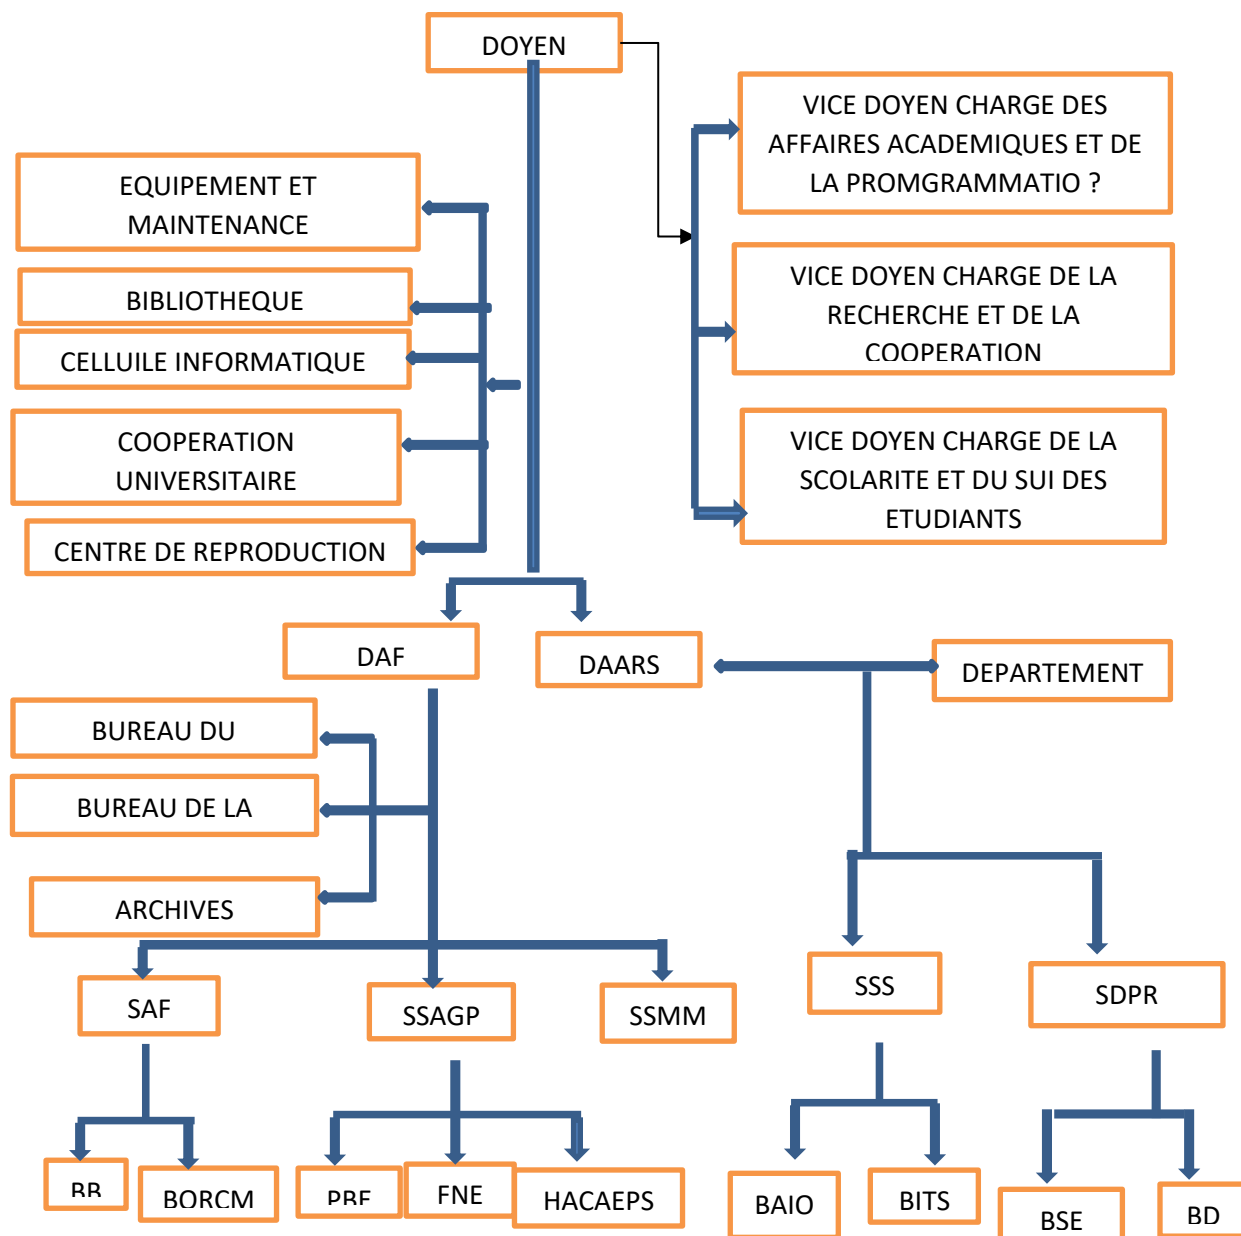 DOYEN
VICE DOYEN CHARGE DES
AFFAIRES ACADEMIQUES ET DE
LA PROMGRAMMATIO ?
EQUIPEMENT ET
MAINTENANCE
VICE DOYEN CHARGE DE LA
RECHERCHE ET DE LA
COOPERATION
BIBLIOTHEQUE
CELLUILE INFORMATIQUE
COOPERATION
UNIVERSITAIRE
VICE DOYEN CHARGE DE LA
SCOLARITE ET DU SUI DES
ETUDIANTS
CENTRE DE REPRODUCTION
DAF
DAARS
DEPARTEMENT
BUREAU DU
BUREAU DE LA
ARCHIVES
SAF
SSAGP
SSMM
SSS
SDPR
BORCM
FNE
HACAEPS
BAIO
BITS
BSE
BD